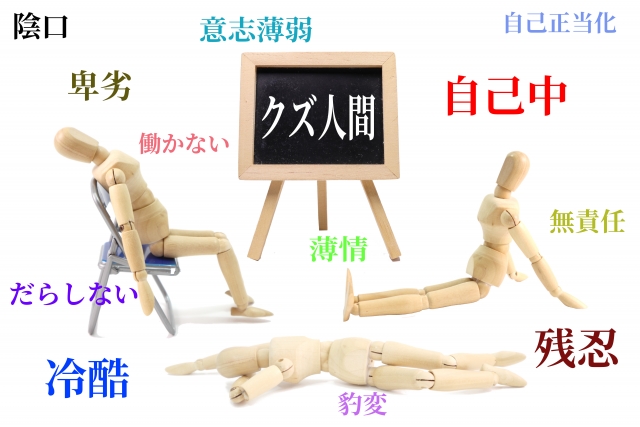 陰口
意志薄弱
自己正当化
卑劣
クズ人間
自己中
働かない
無責任
薄情
だらしない
残忍
冷酷
豹変